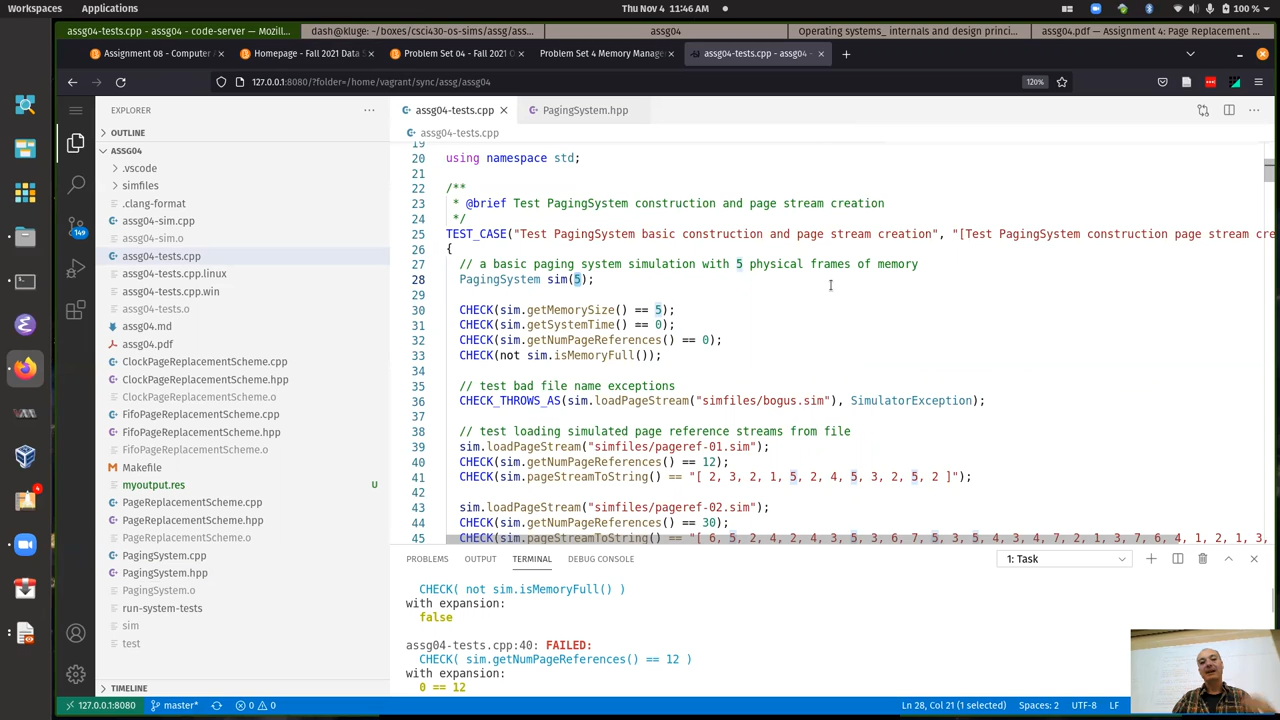 Workspaces Applications Thu Nov 4 11:46 AM 100 %
assg04-tests.cpp - assg04 - code-server — Mozill... dash@kluge: ~/boxes/csci430-os-sims/assg/ass... assg04 Operating systems_ internals and design princi... assg04.pdf — Assignment 4: Page Replacement ...
Assignment 08 - Computer A Homepage - Fall 2021 Data S Problem Set 04 - Fall 2021 O Problem Set 4 Memory Manage assg04-tests.cpp - assg04 -
127.0.0.1:8080/?folder=/home/vagrant/sync/assg/assg04 120%
EXPLORER
OUTLINE
ASSG04
.vscode
simfiles
.clang-format
assg04-sim.cpp
assg04-sim.o
assg04-tests.cpp
assg04-tests.cpp.linux
assg04-tests.cpp.win
assg04-tests.o
assg04.md
assg04.pdf
ClockPageReplacementScheme.cpp
ClockPageReplacementScheme.hpp
ClockPageReplacementScheme.o
FifoPageReplacementScheme.cpp
FifoPageReplacementScheme.hpp
FifoPageReplacementScheme.o
Makefile
myoutput.res U
PageReplacementScheme.cpp
PageReplacementScheme.hpp
PageReplacementScheme.o
PagingSystem.cpp
PagingSystem.hpp
PagingSystem.o
run-system-tests
sim
test
TIMELINE
149
4
assg04-tests.cpp PagingSystem.hpp
assg04-tests.cpp
19
20 using namespace std;
21
22 /**
23 * @brief Test PagingSystem construction and page stream creation
24 */
25 TEST_CASE("Test PagingSystem basic construction and page stream creation", "[Test PagingSystem construction page stream cre
26 {
27 // a basic paging system simulation with 5 physical frames of memory
28 PagingSystem sim(5);
29
30 CHECK(sim.getMemorySize() == 5);
31 CHECK(sim.getSystemTime() == 0);
32 CHECK(sim.getNumPageReferences() == 0);
33 CHECK(not sim.isMemoryFull());
34
35 // test bad file name exceptions
36 CHECK_THROWS_AS(sim.loadPageStream("simfiles/bogus.sim"), SimulatorException);
37
38 // test loading simulated page reference streams from file
39 sim.loadPageStream("simfiles/pageref-01.sim");
40 CHECK(sim.getNumPageReferences() == 12);
41 CHECK(sim.pageStreamToString() == "[ 2, 3, 2, 1, 5, 2, 4, 5, 3, 2, 5, 2 ]");
42
43 sim.loadPageStream("simfiles/pageref-02.sim");
44 CHECK(sim.getNumPageReferences() == 30);
45 CHECK(sim.pageStreamToString() == "[ 6, 5, 2, 4, 2, 4, 3, 5, 3, 6, 7, 5, 3, 5, 4, 3, 4, 7, 2, 1, 3, 7, 6, 4, 1, 2, 1, 3,
PROBLEMS OUTPUT TERMINAL DEBUG CONSOLE 1: Task
CHECK( not sim.isMemoryFull() )
with expansion:
false
assg04-tests.cpp:40: FAILED:
CHECK( sim.getNumPageReferences() == 12 )
with expansion:
0 == 12
127.0.0.1:8080 master* 0 0 Ln 28, Col 21 (1 selected) Spaces: 2 UTF-8 LF